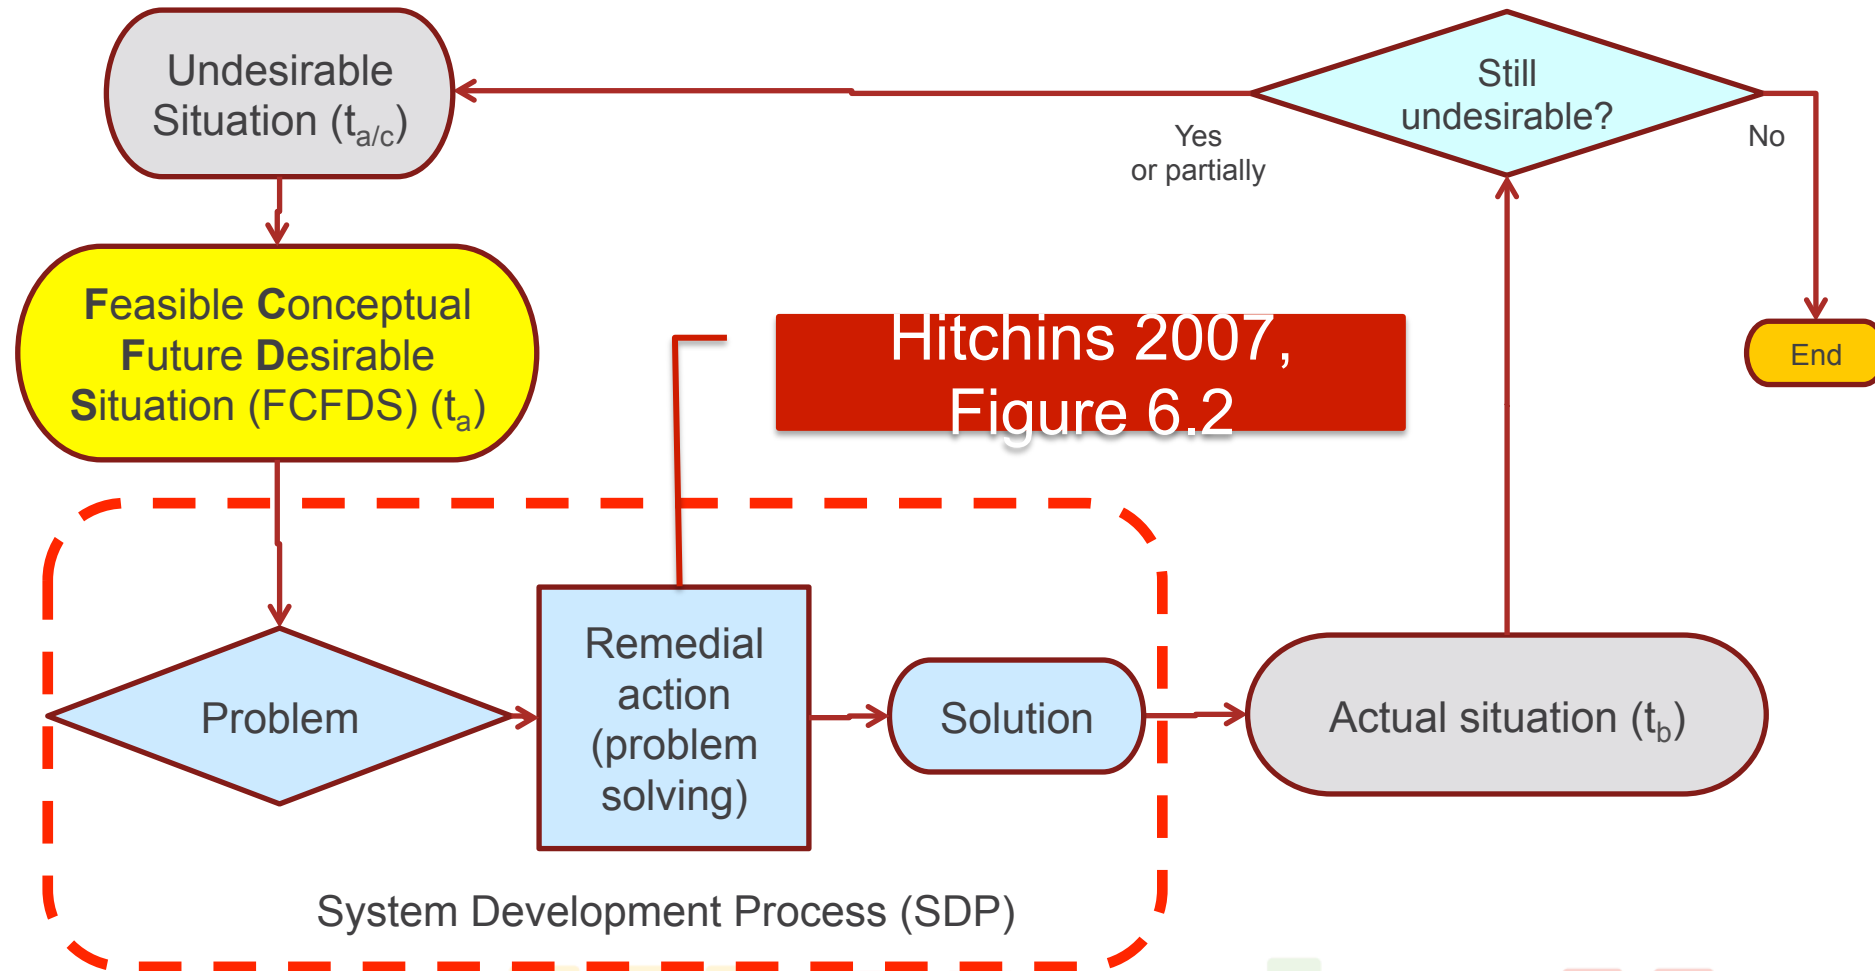 Undesirable
Situation (ta/c)
Still
undesirable?
Yes
or partially
No
Feasible Conceptual
Future Desirable
Situation (FCFDS) (ta)
Hitchins 2007,
Figure 6.2
End
Problem
Remedial
action
(problem
solving)
Solution
Actual situation (tb)
System Development Process (SDP)